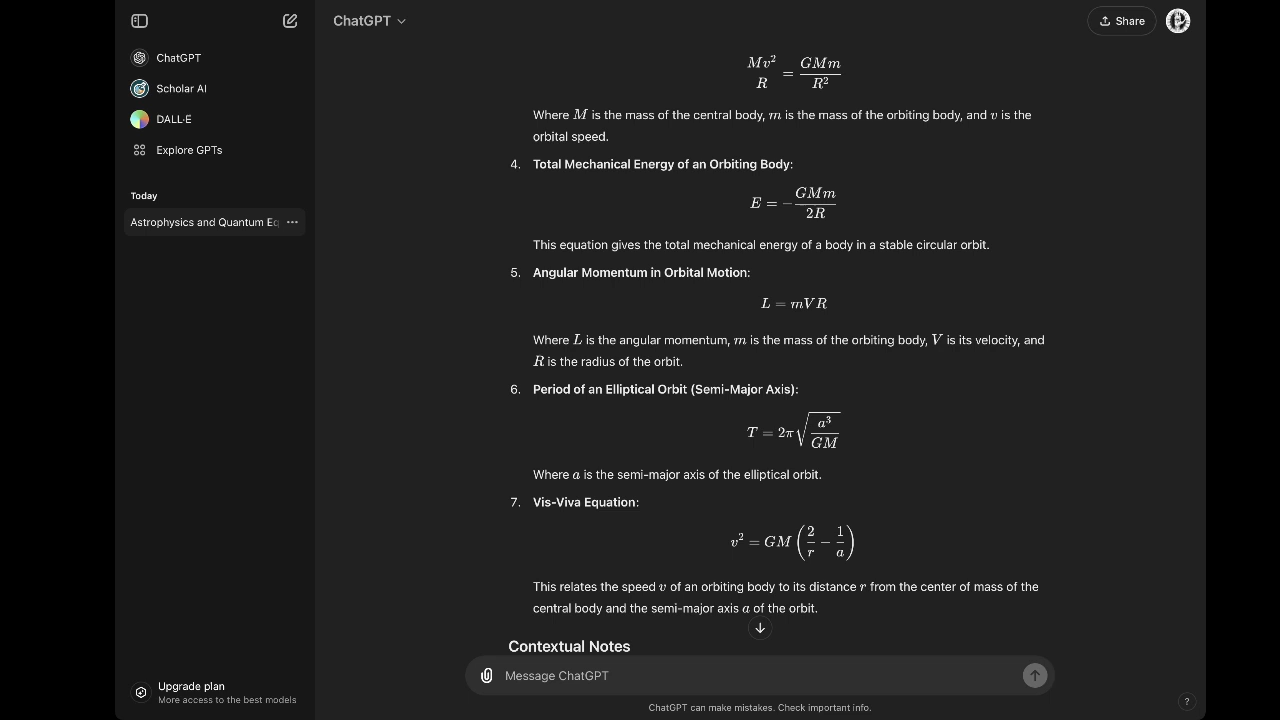 ChatGPT
Share
ChatGPT
Scholar AI
DALL·E
Explore GPTs
Today
Astrophysics and Quantum Eq
Mv² / R = GMm / R²
Where M is the mass of the central body, m is the mass of the orbiting body, and v is the
orbital speed.
4. Total Mechanical Energy of an Orbiting Body:
E = − GMm / 2R
This equation gives the total mechanical energy of a body in a stable circular orbit.
5. Angular Momentum in Orbital Motion:
L = mVR
Where L is the angular momentum, m is the mass of the orbiting body, V is its velocity, and
R is the radius of the orbit.
6. Period of an Elliptical Orbit (Semi-Major Axis):
T = 2π √(a³ / GM)
Where a is the semi-major axis of the elliptical orbit.
7. Vis-Viva Equation:
v² = GM (2/r − 1/a)
This relates the speed v of an orbiting body to its distance r from the center of mass of the
central body and the semi-major axis a of the orbit.
Contextual Notes
Message ChatGPT
Upgrade plan
More access to the best models
ChatGPT can make mistakes. Check important info.
?